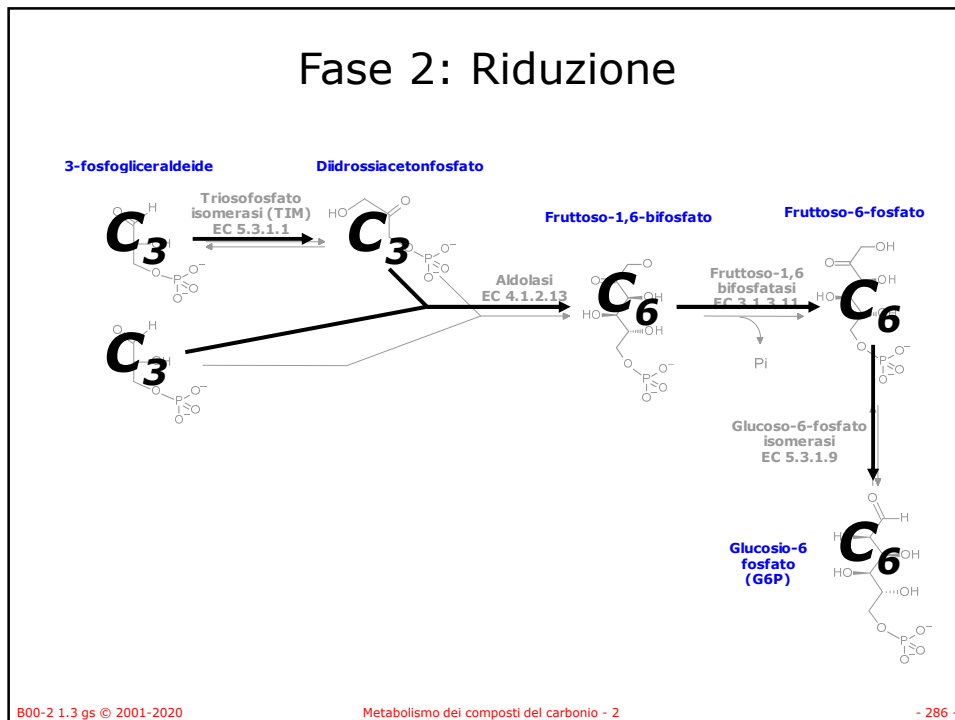 Fase 2: Riduzione
3-fosfogliceraldeide
Diidrossiacetonfosfato
Triosofosfato
isomerasi (TIM)
EC 5.3.1.1
C3
C3
Fruttoso-1,6-bifosfato
Fruttoso-6-fosfato
Aldolasi
EC 4.1.2.13
C6
Fruttoso-1,6
bifosfatasi
EC 3.1.3.11
C6
Pi
C3
Glucoso-6-fosfato
isomerasi
EC 5.3.1.9
Glucosio-6
fosfato
(G6P)
C6
B00-2 1.3 gs © 2001-2020
Metabolismo dei composti del carbonio - 2
- 286 -